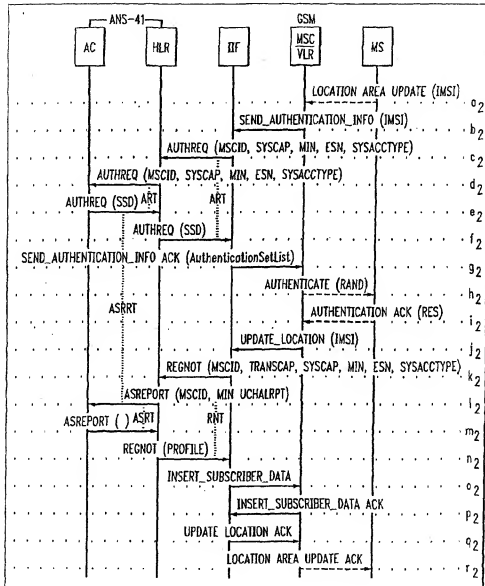 ANS-41
GSM
AC
HLR
IIF
MSC
VLR
MS
LOCATION AREA UPDATE (IMSI)
a2
SEND_AUTHENTICATION_INFO (IMSI)
b2
AUTHREQ (MSCID, SYSCAP, MIN, ESN, SYSACCTYPE)
c2
AUTHREQ (MSCID, SYSCAP, MIN, ESN, SYSACCTYPE)
d2
AUTHREQ (SSD)
ART
ART
e2
AUTHREQ (SSD)
f2
SEND_AUTHENTICATION_INFO ACK (AuthenticationSetList)
g2
AUTHENTICATE (RAND)
h2
ASRRT
AUTHENTICATION ACK (RES)
i2
UPDATE_LOCATION (IMSI)
j2
REGNOT (MSCID, TRANSCAP, SYSCAP, MIN, ESN, SYSACCTYPE)
k2
ASREPORT (MSCID, MIN UCHALRPT)
l2
ASREPORT ( )
ASRT
RNT
m2
REGNOT (PROFILE)
n2
INSERT_SUBSCRIBER_DATA
o2
INSERT_SUBSCRIBER_DATA ACK
p2
UPDATE LOCATION ACK
q2
LOCATION AREA UPDATE ACK
r2